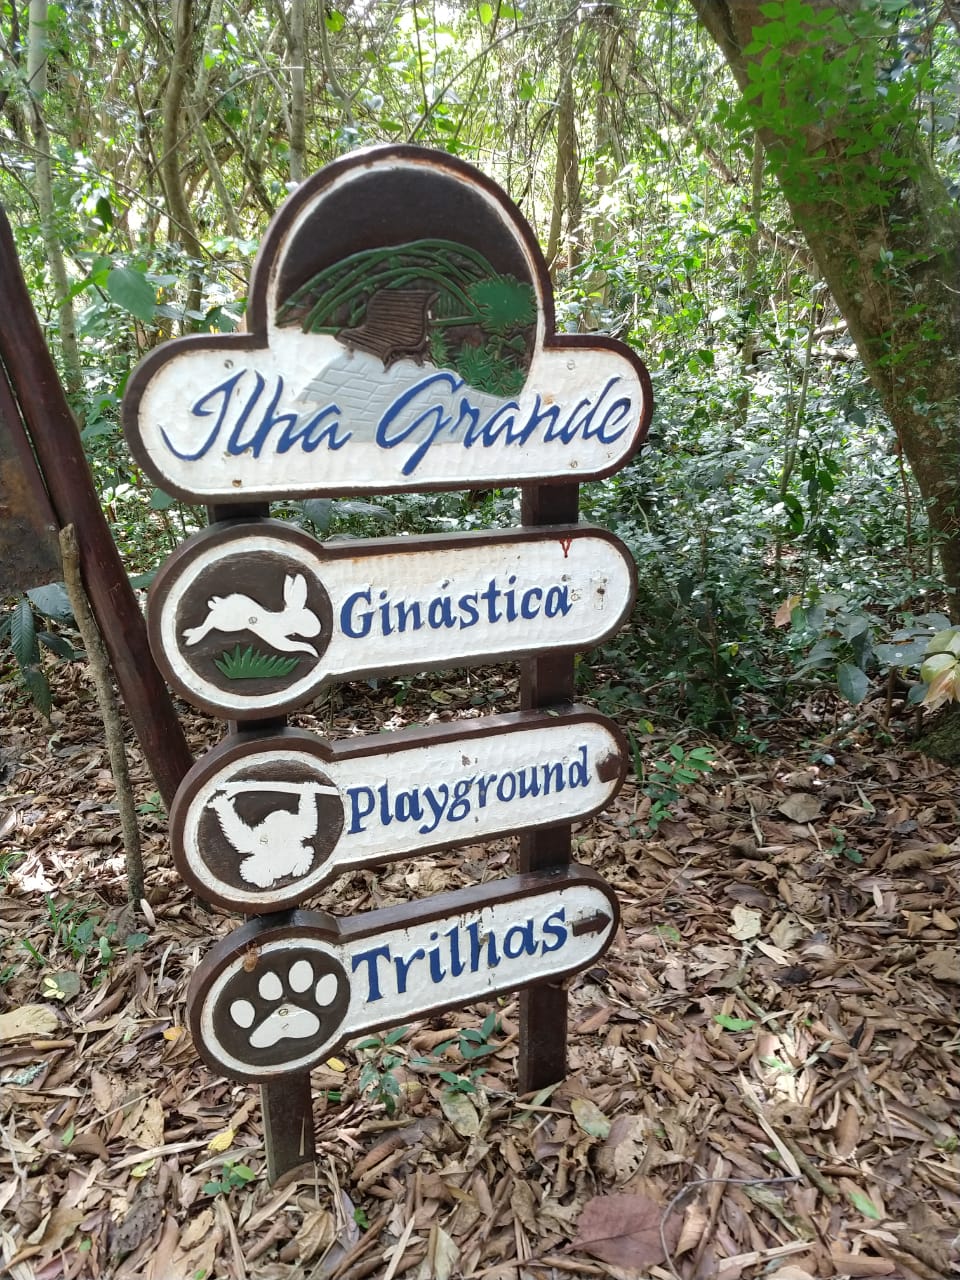 Ilha Grande
Ginástica
Playground
Trilhas